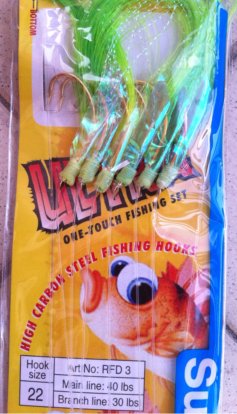 BOTTOM
ONE-TOUCH FISHING SET
HIGH CARBON STEEL FISHING HOOKS
Hook size
22
Art No: RFD 3
Main line: 40 lbs
Branch line: 30 lbs